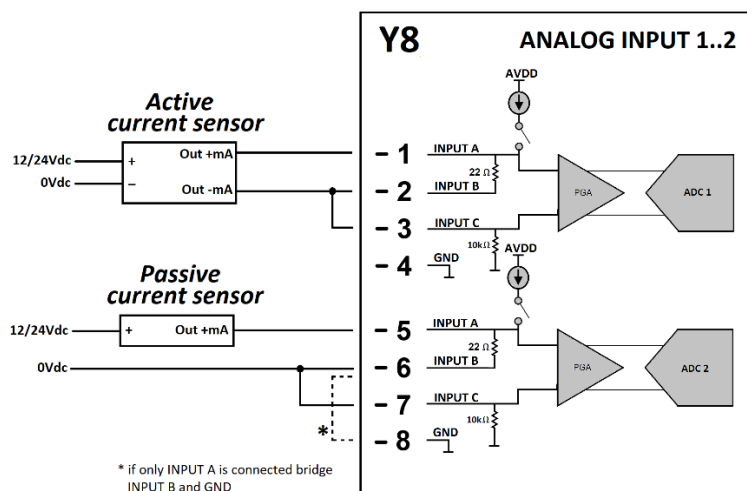 Y8
ANALOG INPUT 1..2
AVDD
Active
current sensor
12/24Vdc
+
Out +mA
- 1
INPUT A
22 Ω
0Vdc
−
Out -mA
- 2
INPUT B
PGA
ADC 1
- 3
INPUT C
10kΩ
- 4
GND
AVDD
Passive
current sensor
12/24Vdc
+
Out +mA
- 5
INPUT A
22 Ω
0Vdc
- 6
INPUT B
PGA
ADC 2
- 7
INPUT C
10kΩ
*
- 8
GND
* if only INPUT A is connected bridge
INPUT B and GND